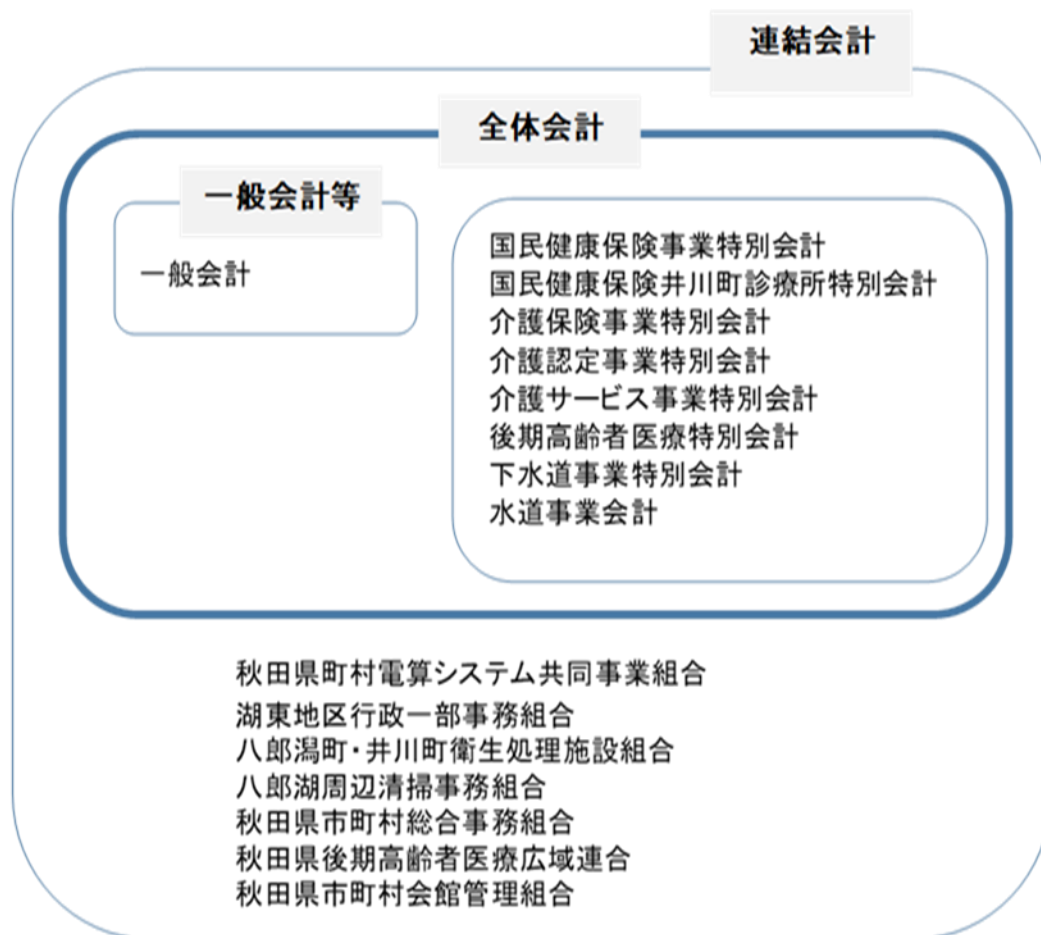 連結会計
全体会計
一般会計等
一般会計
国民健康保険事業特別会計
国民健康保険井川町診療所特別会計
介護保険事業特別会計
介護認定事業特別会計
介護サービス事業特別会計
後期高齢者医療特別会計
下水道事業特別会計
水道事業会計
秋田県町村電算システム共同事業組合
湖東地区行政一部事務組合
八郎潟町・井川町衛生処理施設組合
八郎湖周辺清掃事務組合
秋田県市町村総合事務組合
秋田県後期高齢者医療広域連合
秋田県市町村会館管理組合